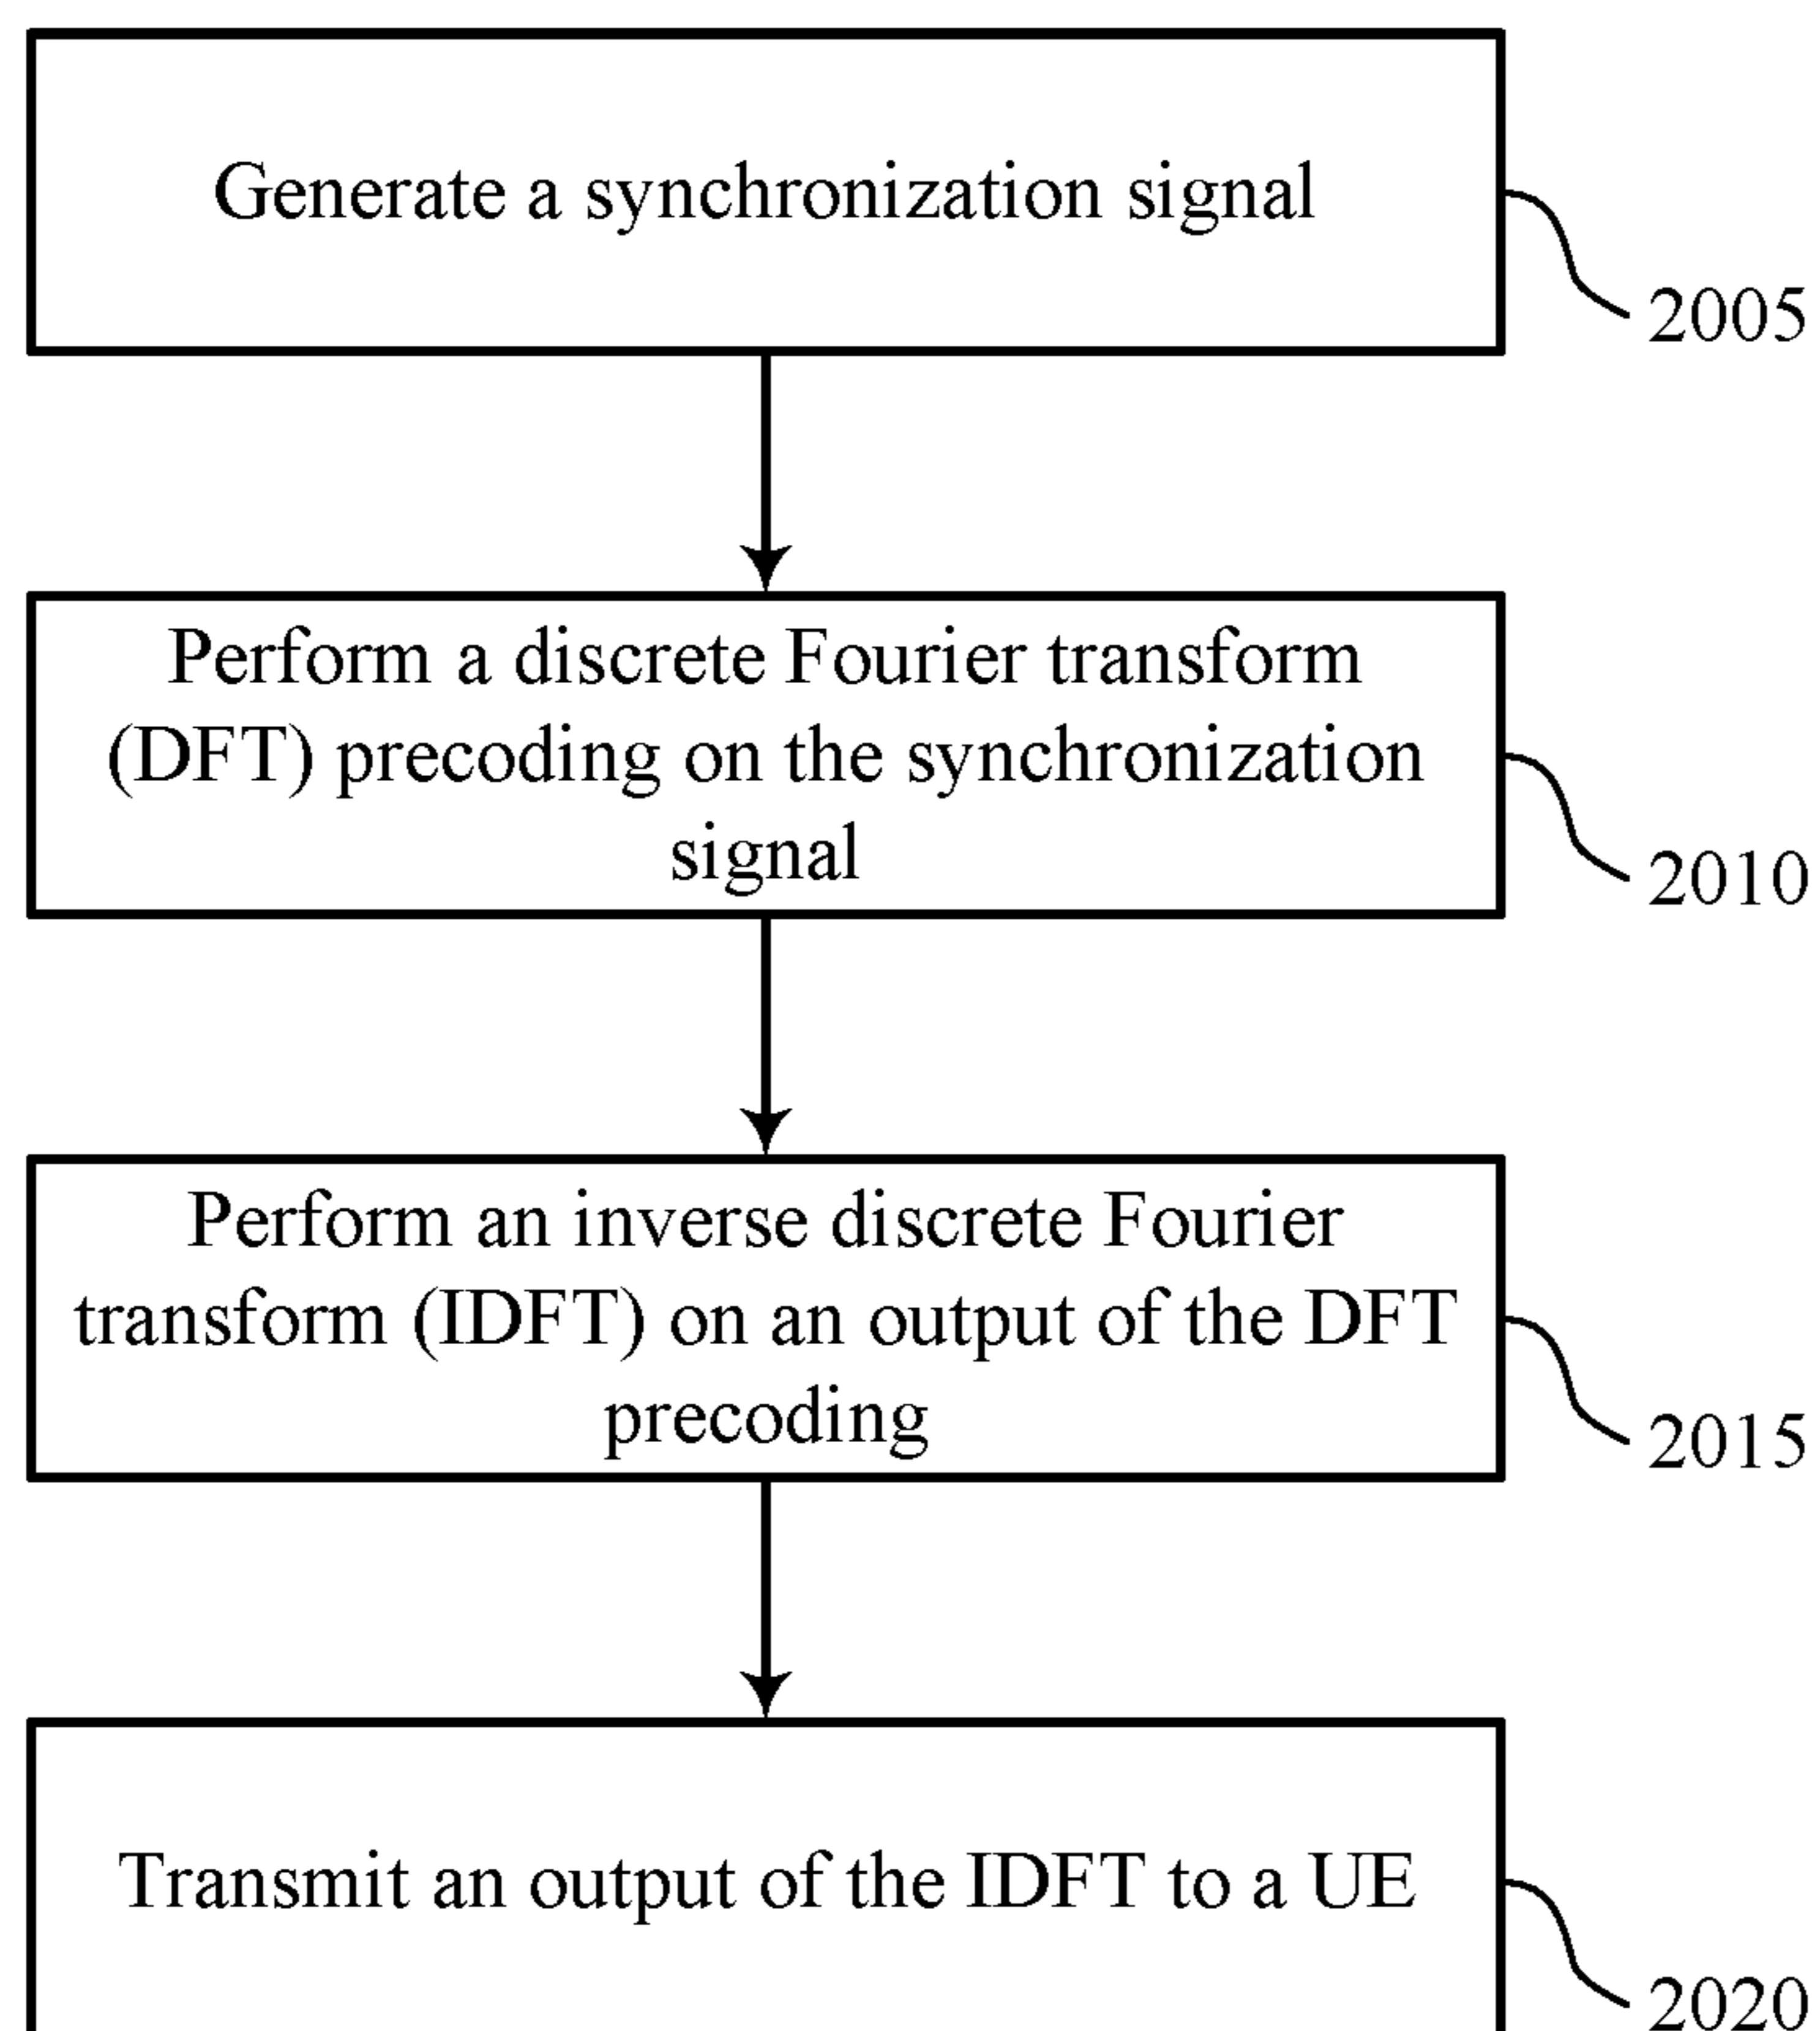 Generate a synchronization signal
2005
Perform a discrete Fourier transform
(DFT) precoding on the synchronization
signal
2010
Perform an inverse discrete Fourier
transform (IDFT) on an output of the DFT
precoding
2015
Transmit an output of the IDFT to a UE
2020